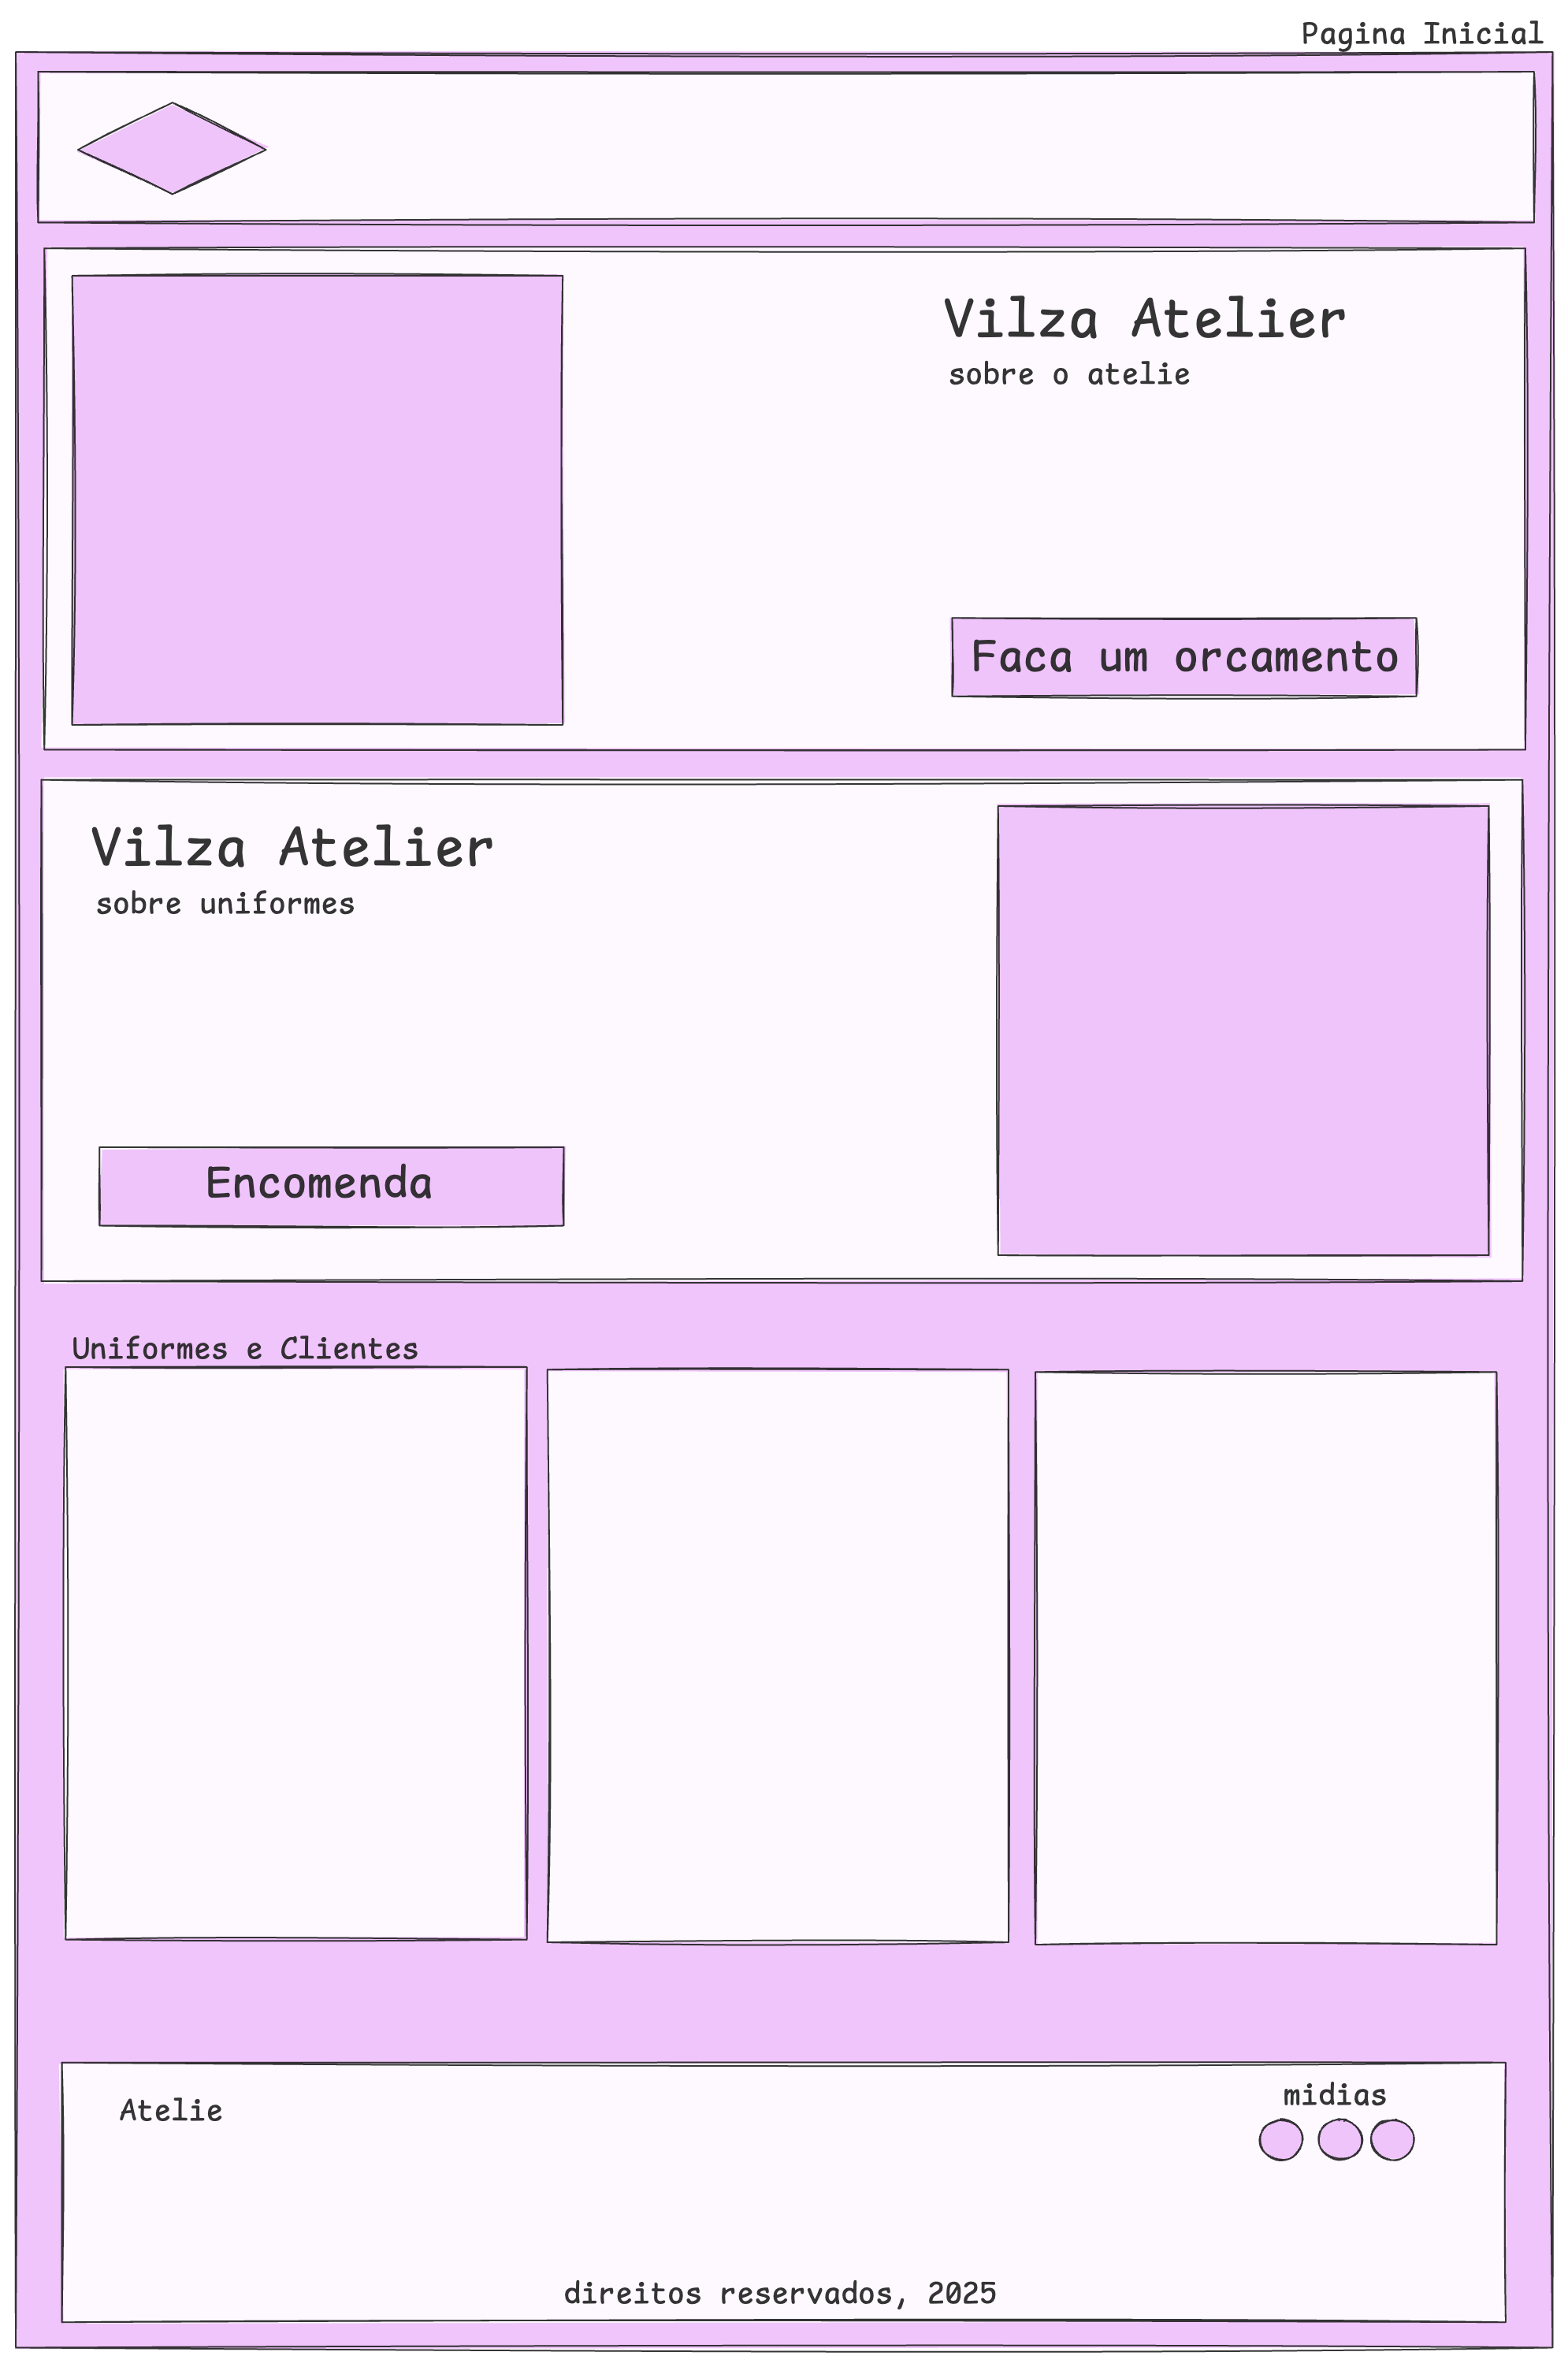 Pagina Inicial
Vilza Atelier
sobre o atelie
Faca um orcamento
Vilza Atelier
sobre uniformes
Encomenda
Uniformes e Clientes
Atelie
midias
direitos reservados, 2025